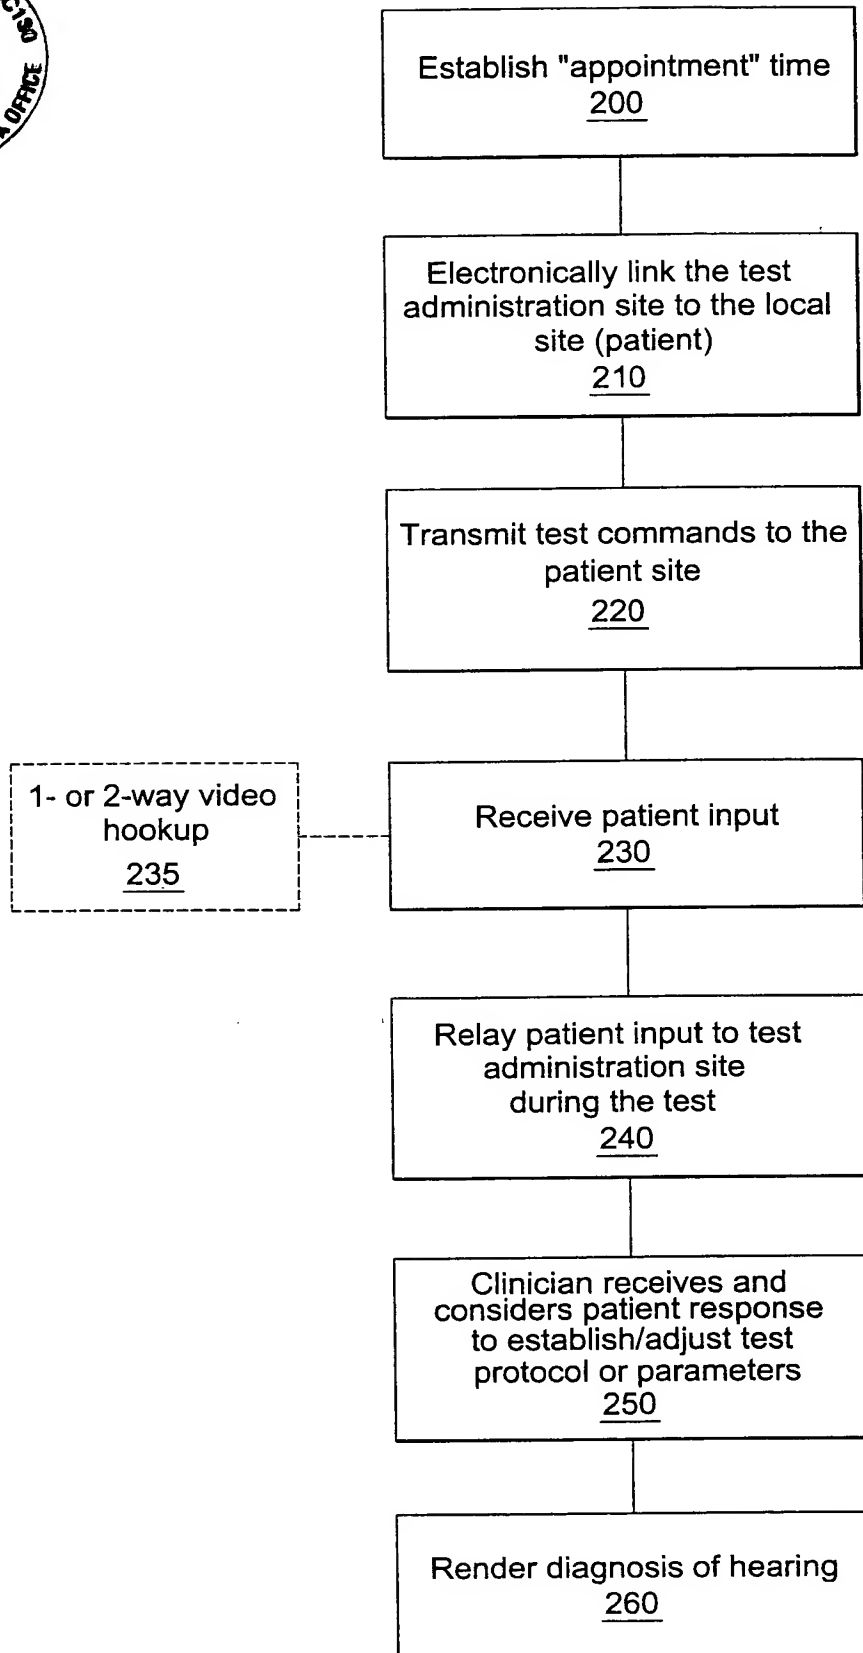 C190
OFFICE
Establish "appointment" time
200
Electronically link the test
administration site to the local
site (patient)
210
Transmit test commands to the
patient site
220
1- or 2-way video
hookup
235
Receive patient input
230
Relay patient input to test
administration site
during the test
240
Clinician receives and
considers patient response
to establish/adjust test
protocol or parameters
250
Render diagnosis of hearing
260